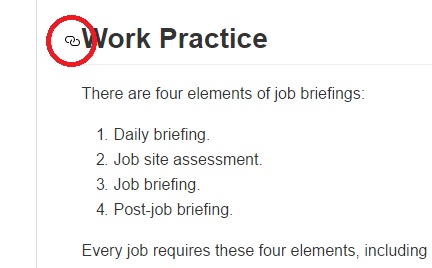 Work Practice
There are four elements of job briefings:
1. Daily briefing.
2. Job site assessment.
3. Job briefing.
4. Post-job briefing.
Every job requires these four elements, including